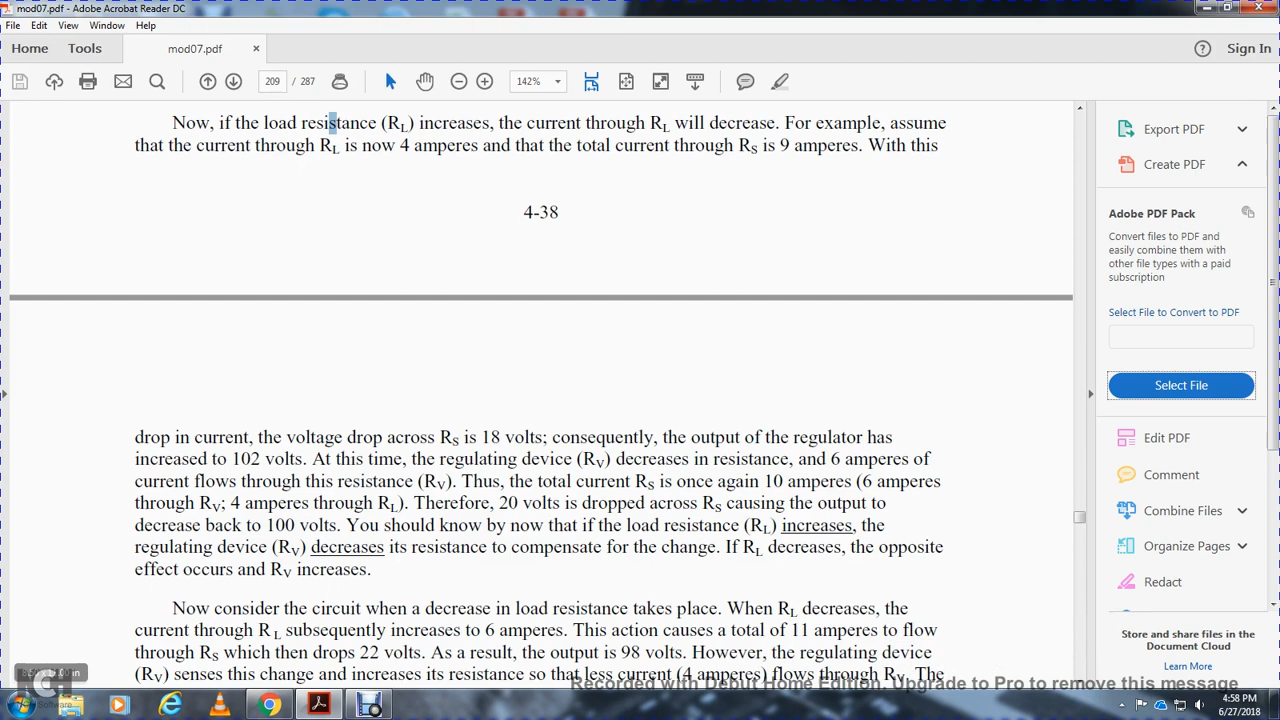 mod07.pdf - Adobe Acrobat Reader DC
File Edit View Window Help
Home Tools mod07.pdf × Sign In
209 / 287 142%
Now, if the load resistance (RL) increases, the current through RL will decrease. For example, assume
that the current through RL is now 4 amperes and that the total current through RS is 9 amperes. With this
4-38
drop in current, the voltage drop across RS is 18 volts; consequently, the output of the regulator has
increased to 102 volts. At this time, the regulating device (RV) decreases in resistance, and 6 amperes of
current flows through this resistance (RV). Thus, the total current RS is once again 10 amperes (6 amperes
through RV; 4 amperes through RL). Therefore, 20 volts is dropped across RS causing the output to
decrease back to 100 volts. You should know by now that if the load resistance (RL) increases, the
regulating device (RV) decreases its resistance to compensate for the change. If RL decreases, the opposite
effect occurs and RV increases.
Now consider the circuit when a decrease in load resistance takes place. When RL decreases, the
current through R L subsequently increases to 6 amperes. This action causes a total of 11 amperes to flow
through RS which then drops 22 volts. As a result, the output is 98 volts. However, the regulating device
(RV) senses this change and increases its resistance so that less current (4 amperes) flows through RV. The
Export PDF
Create PDF
Adobe PDF Pack
Convert files to PDF and
easily combine them with
other file types with a paid
subscription
Select File to Convert to PDF
Select File
Edit PDF
Comment
Combine Files
Organize Pages
Redact
Store and share files in the
Document Cloud
Learn More
Recorded with Debut Home Edition. Upgrade to Pro to remove this message
Software
4:58 PM
6/27/2018